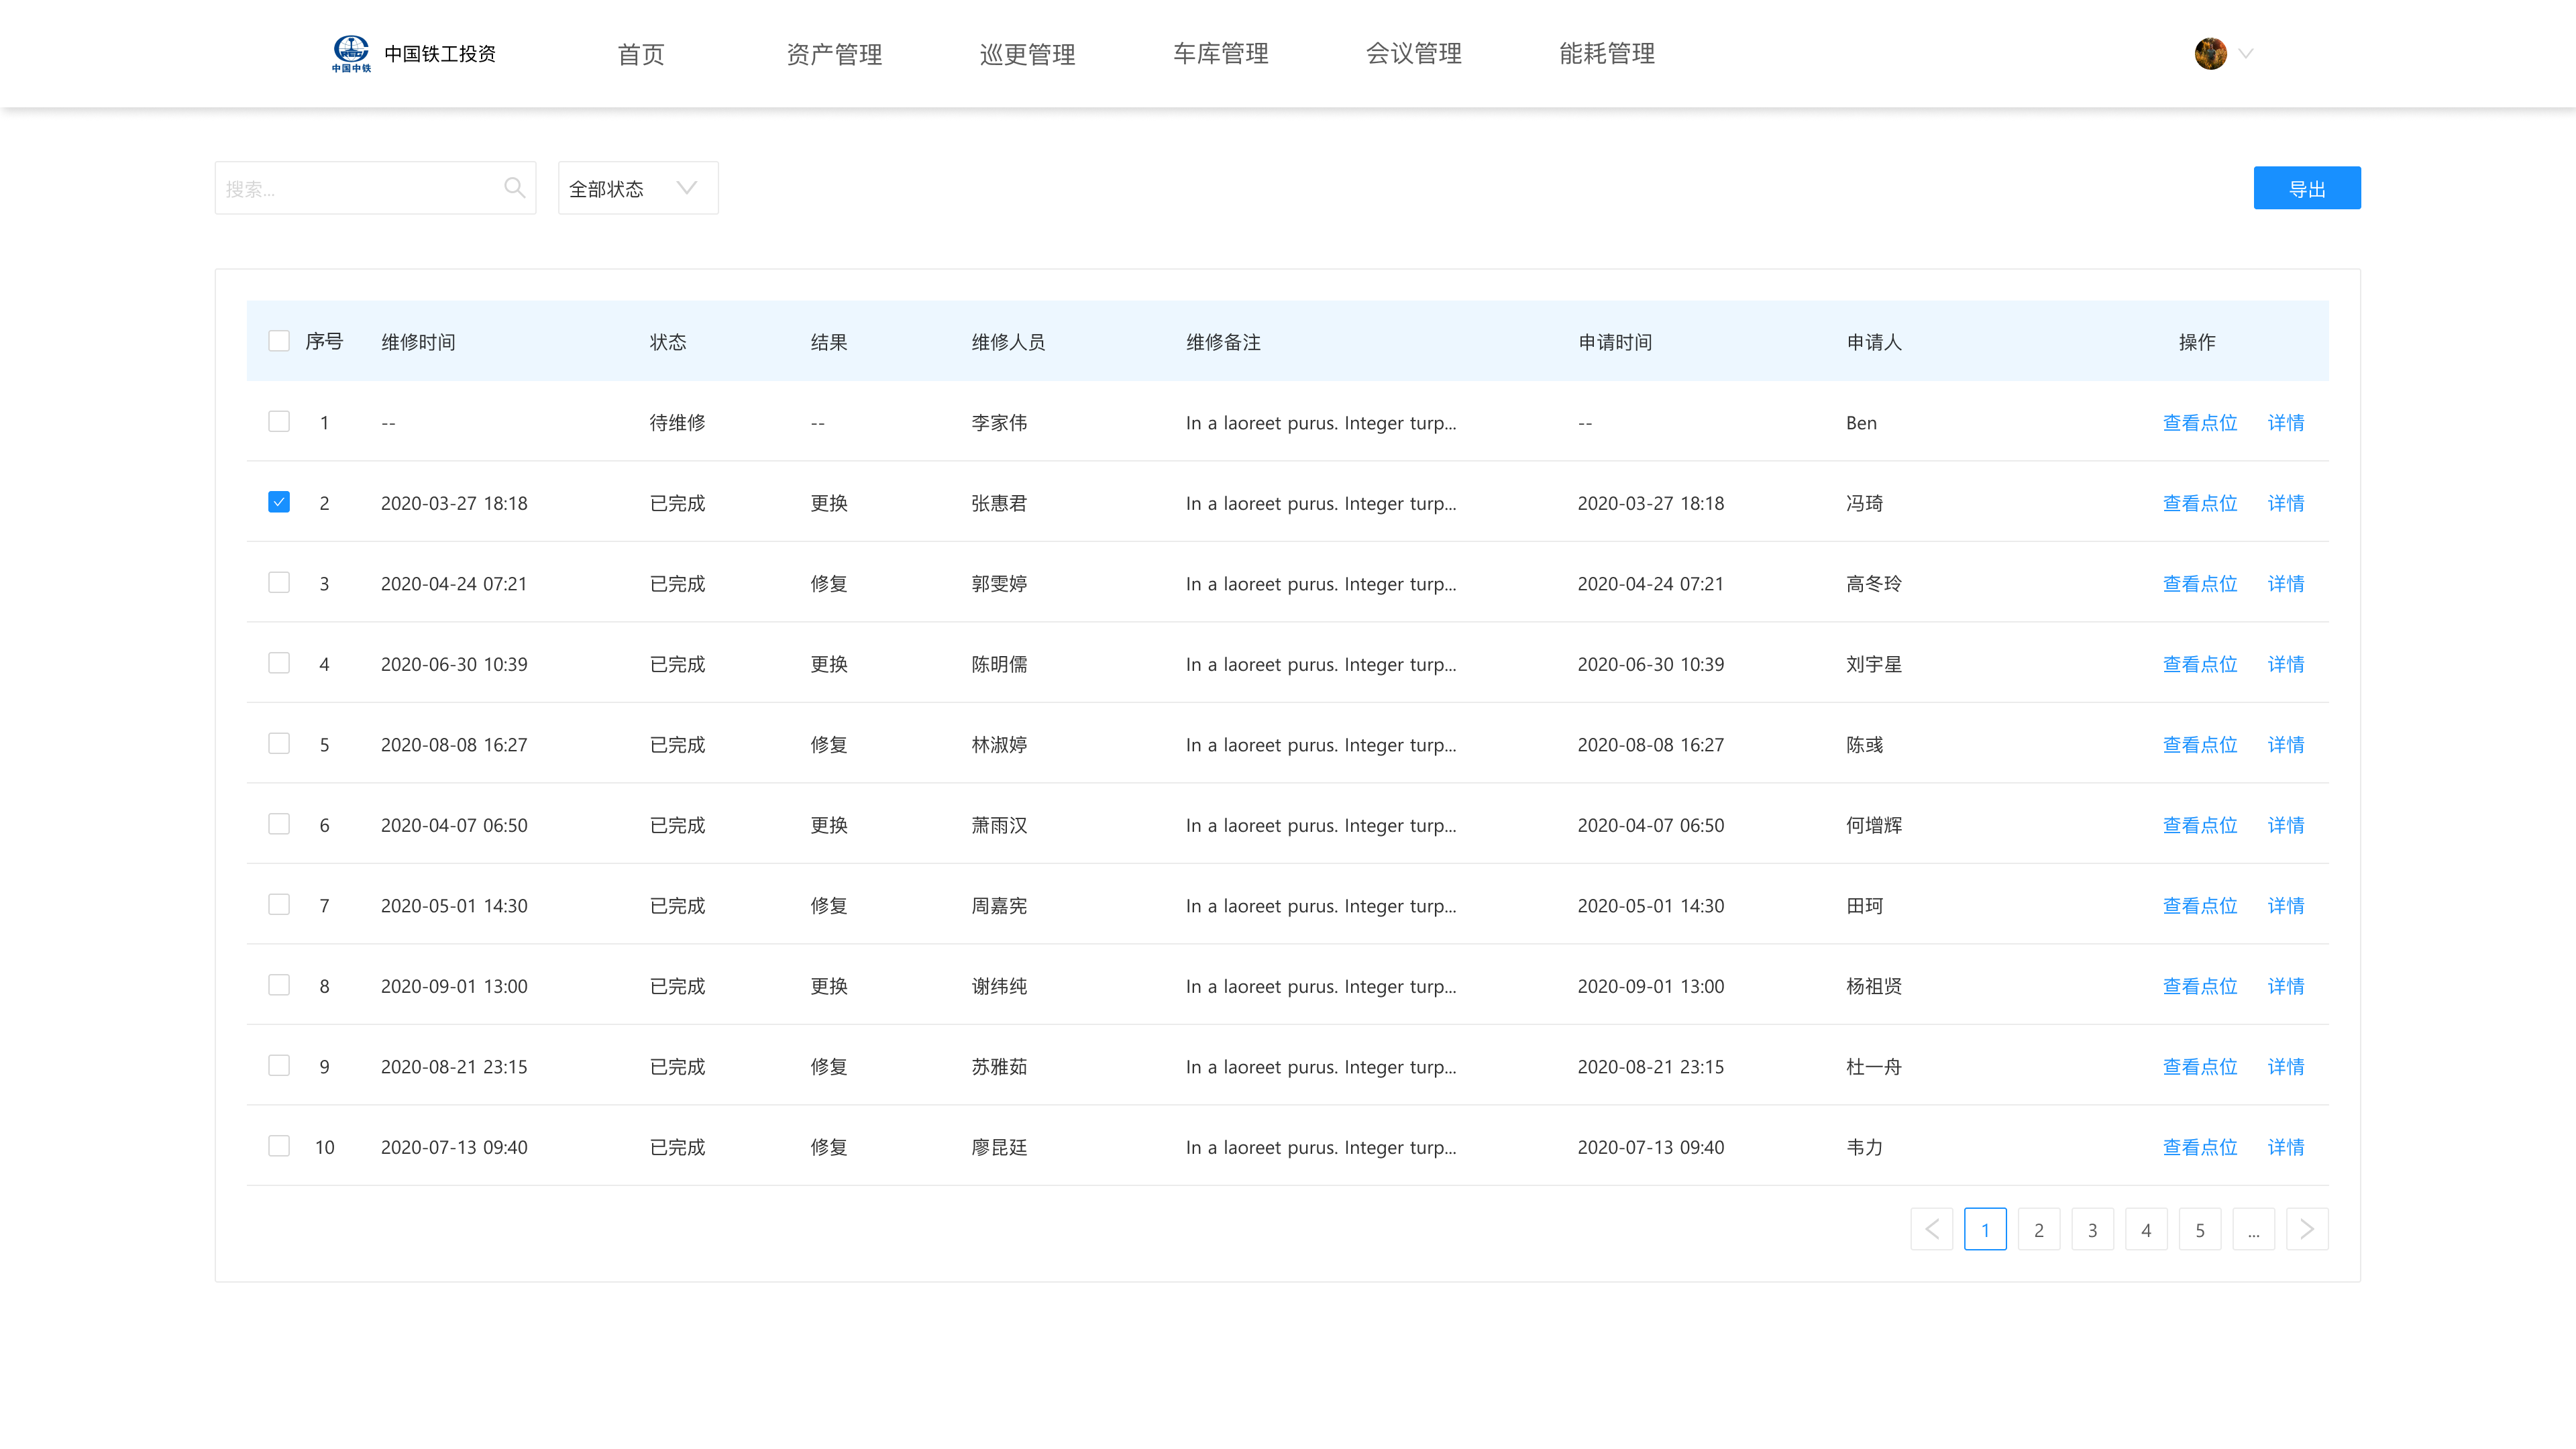 中国中铁 中国铁工投资 首页 资产管理 巡更管理 车库管理 会议管理 能耗管理
搜索... 全部状态 导出
序号 维修时间 状态 结果 维修人员 维修备注 申请时间 申请人 操作
1 -- 待维修 -- 李家伟 In a laoreet purus. Integer turp... -- Ben 查看点位 详情
2 2020-03-27 18:18 已完成 更换 张惠君 In a laoreet purus. Integer turp... 2020-03-27 18:18 冯琦 查看点位 详情
3 2020-04-24 07:21 已完成 修复 郭雯婷 In a laoreet purus. Integer turp... 2020-04-24 07:21 高冬玲 查看点位 详情
4 2020-06-30 10:39 已完成 更换 陈明儒 In a laoreet purus. Integer turp... 2020-06-30 10:39 刘宇星 查看点位 详情
5 2020-08-08 16:27 已完成 修复 林淑婷 In a laoreet purus. Integer turp... 2020-08-08 16:27 陈彧 查看点位 详情
6 2020-04-07 06:50 已完成 更换 萧雨汉 In a laoreet purus. Integer turp... 2020-04-07 06:50 何增辉 查看点位 详情
7 2020-05-01 14:30 已完成 修复 周嘉宪 In a laoreet purus. Integer turp... 2020-05-01 14:30 田珂 查看点位 详情
8 2020-09-01 13:00 已完成 更换 谢纬纯 In a laoreet purus. Integer turp... 2020-09-01 13:00 杨祖贤 查看点位 详情
9 2020-08-21 23:15 已完成 修复 苏雅茹 In a laoreet purus. Integer turp... 2020-08-21 23:15 杜一舟 查看点位 详情
10 2020-07-13 09:40 已完成 修复 廖昆廷 In a laoreet purus. Integer turp... 2020-07-13 09:40 韦力 查看点位 详情
1 2 3 4 5 ...